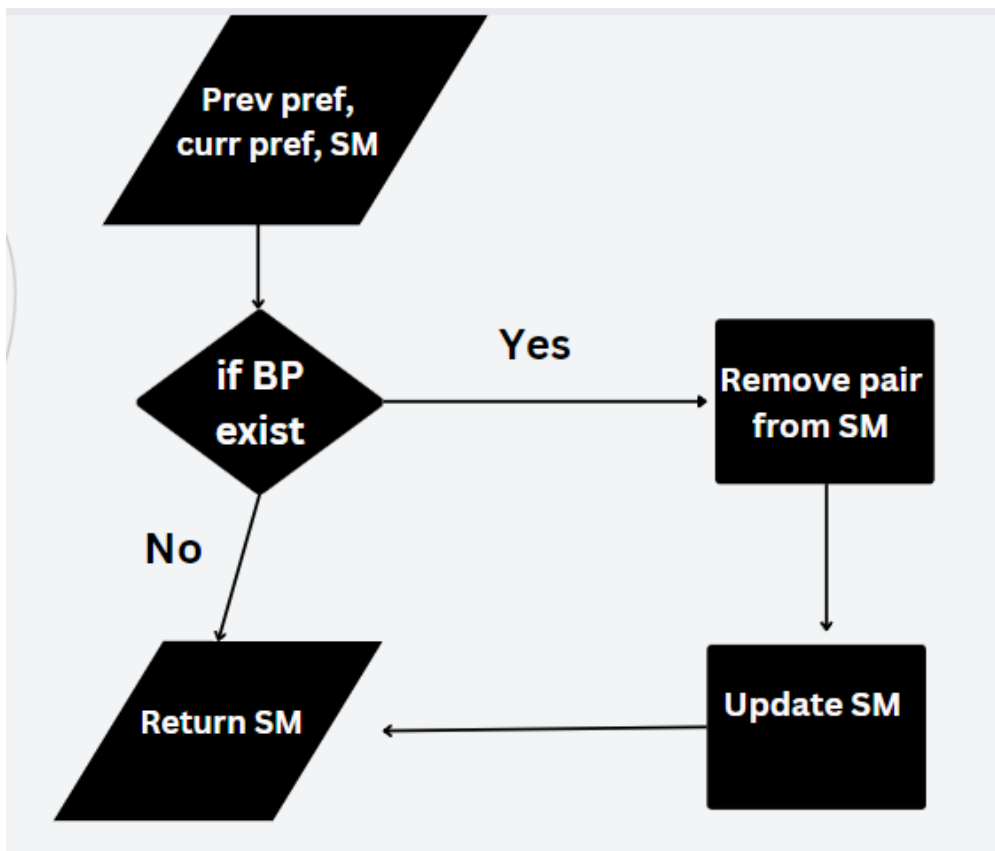 Prev pref,
curr pref, SM
if BP
exist
Yes
Remove pair
from SM
No
Return SM
Update SM